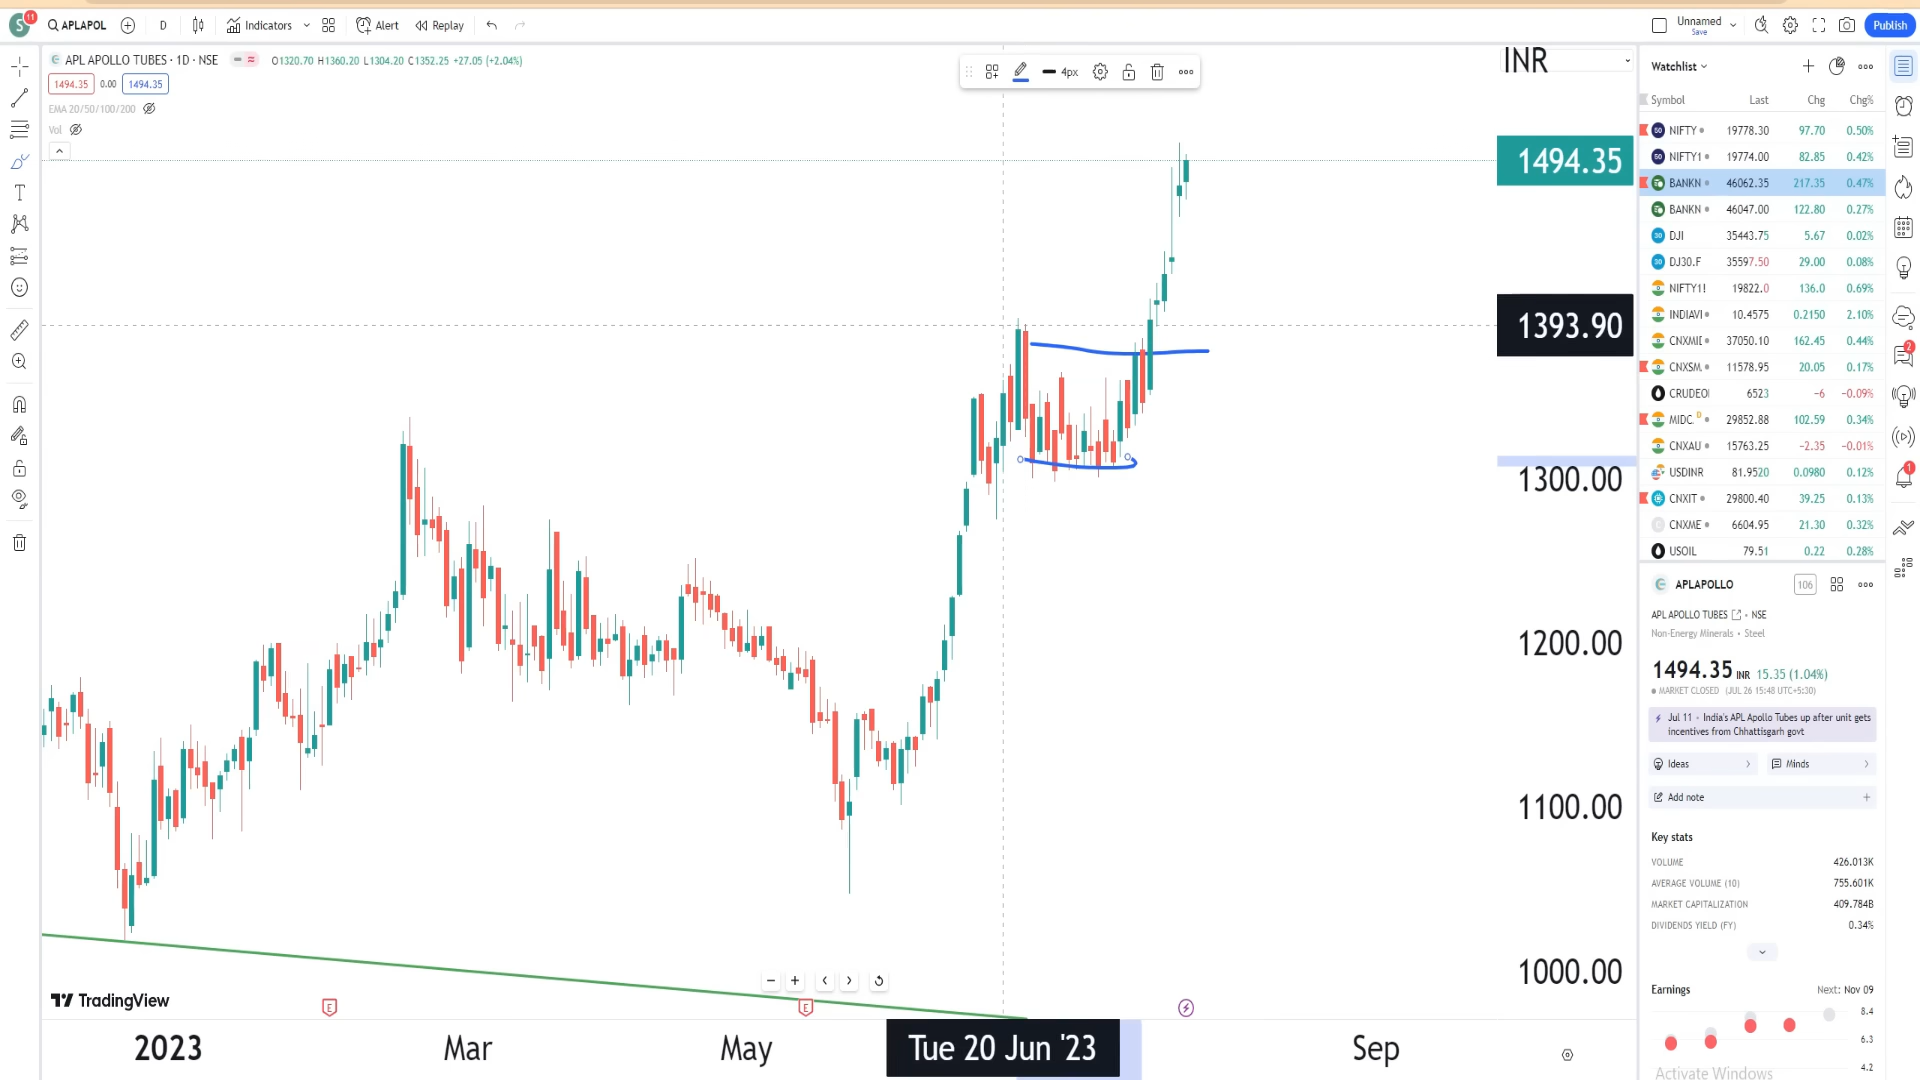 S
11
APLAPOL
D
Indicators
Alert
Replay
Unnamed
Save
Publish
APL APOLLO TUBES · 1D · NSE
O1320.70 H1360.20 L1304.20 C1352.25 +27.05 (+2.04%)
1494.35 0.00 1494.35
EMA 20/50/100/200
Vol
4px
INR
1494.35
1393.90
1300.00
1200.00
1100.00
1000.00
TradingView
E
E
2023
Mar
May
Tue 20 Jun '23
Sep
Watchlist
Symbol Last Chg Chg%
50 NIFTY 19778.30 97.70 0.50%
50 NIFTY1 19774.00 82.85 0.42%
BANKN 46062.35 217.35 0.47%
BANKN 46047.00 122.80 0.27%
30 DJI 35443.75 5.67 0.02%
30 DJ30.F 35597.50 29.00 0.08%
NIFTY1! 19822.0 136.0 0.69%
INDIAVI 10.4575 0.2150 2.10%
CNXMID 37050.10 162.45 0.44%
CNXSM. 11578.95 20.05 0.17%
CRUDEO 6523 −6 −0.09%
MIDC. D 29852.88 102.59 0.34%
CNXAU 15763.25 −2.35 −0.01%
USDINR 81.9520 0.0980 0.12%
CNXIT 29800.40 39.25 0.13%
CNXME 6604.95 21.30 0.32%
USOIL 79.51 0.22 0.28%
APLAPOLLO
106
APL APOLLO TUBES • NSE
Non-Energy Minerals • Steel
1494.35 INR 15.35 (1.04%)
MARKET CLOSED (JUL 26 15:48 UTC+5:30)
Jul 11 · India's APL Apollo Tubes up after unit gets
incentives from Chhattisgarh govt
Ideas
Minds
Add note
Key stats
VOLUME 426.013K
AVERAGE VOLUME (10) 755.601K
MARKET CAPITALIZATION 409.784B
DIVIDENDS YIELD (FY) 0.34%
Earnings Next: Nov 09
8.4
6.3
4.2
Activate Windows
2
1